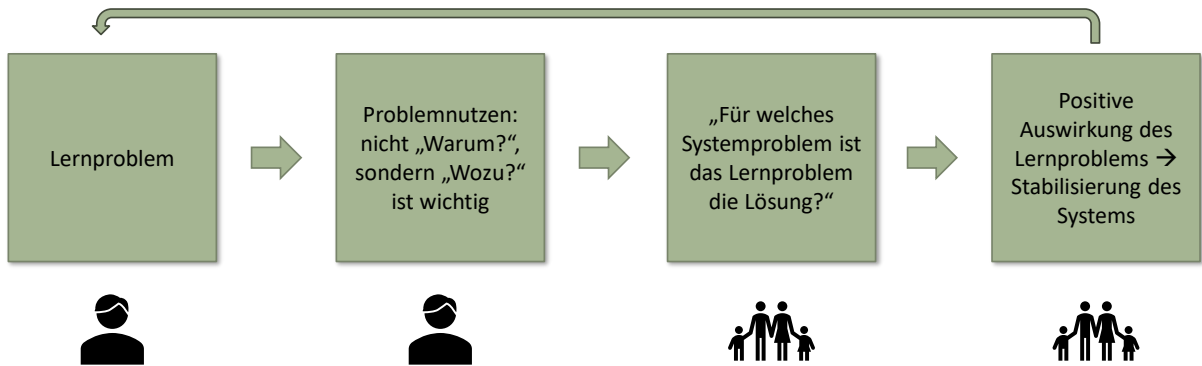 Lernproblem
Problemnutzen:
nicht „Warum?“,
sondern „Wozu?“
ist wichtig
„Für welches
Systemproblem ist
das Lernproblem
die Lösung?“
Positive
Auswirkung des
Lernproblems →
Stabilisierung des
Systems